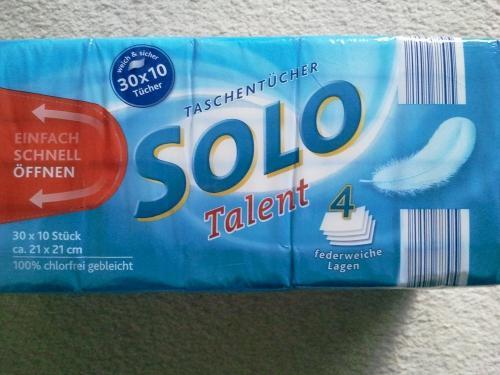 weich & sicher
30x10
Tücher
TASCHENTÜCHER
SOLO
Talent
EINFACH
SCHNELL
ÖFFNEN
30 x 10 Stück
ca. 21 x 21 cm
100% chlorfrei gebleicht
4
federweiche
Lagen